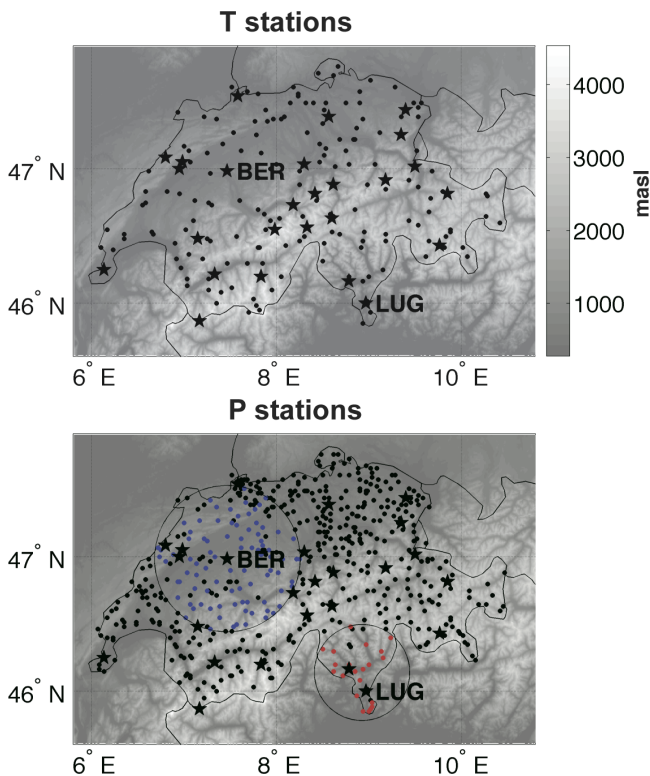 T stations
47° N
46° N
BER
LUG
6° E
8° E
10° E
4000
3000
2000
1000
masl
P stations
47° N
46° N
BER
LUG
6° E
8° E
10° E